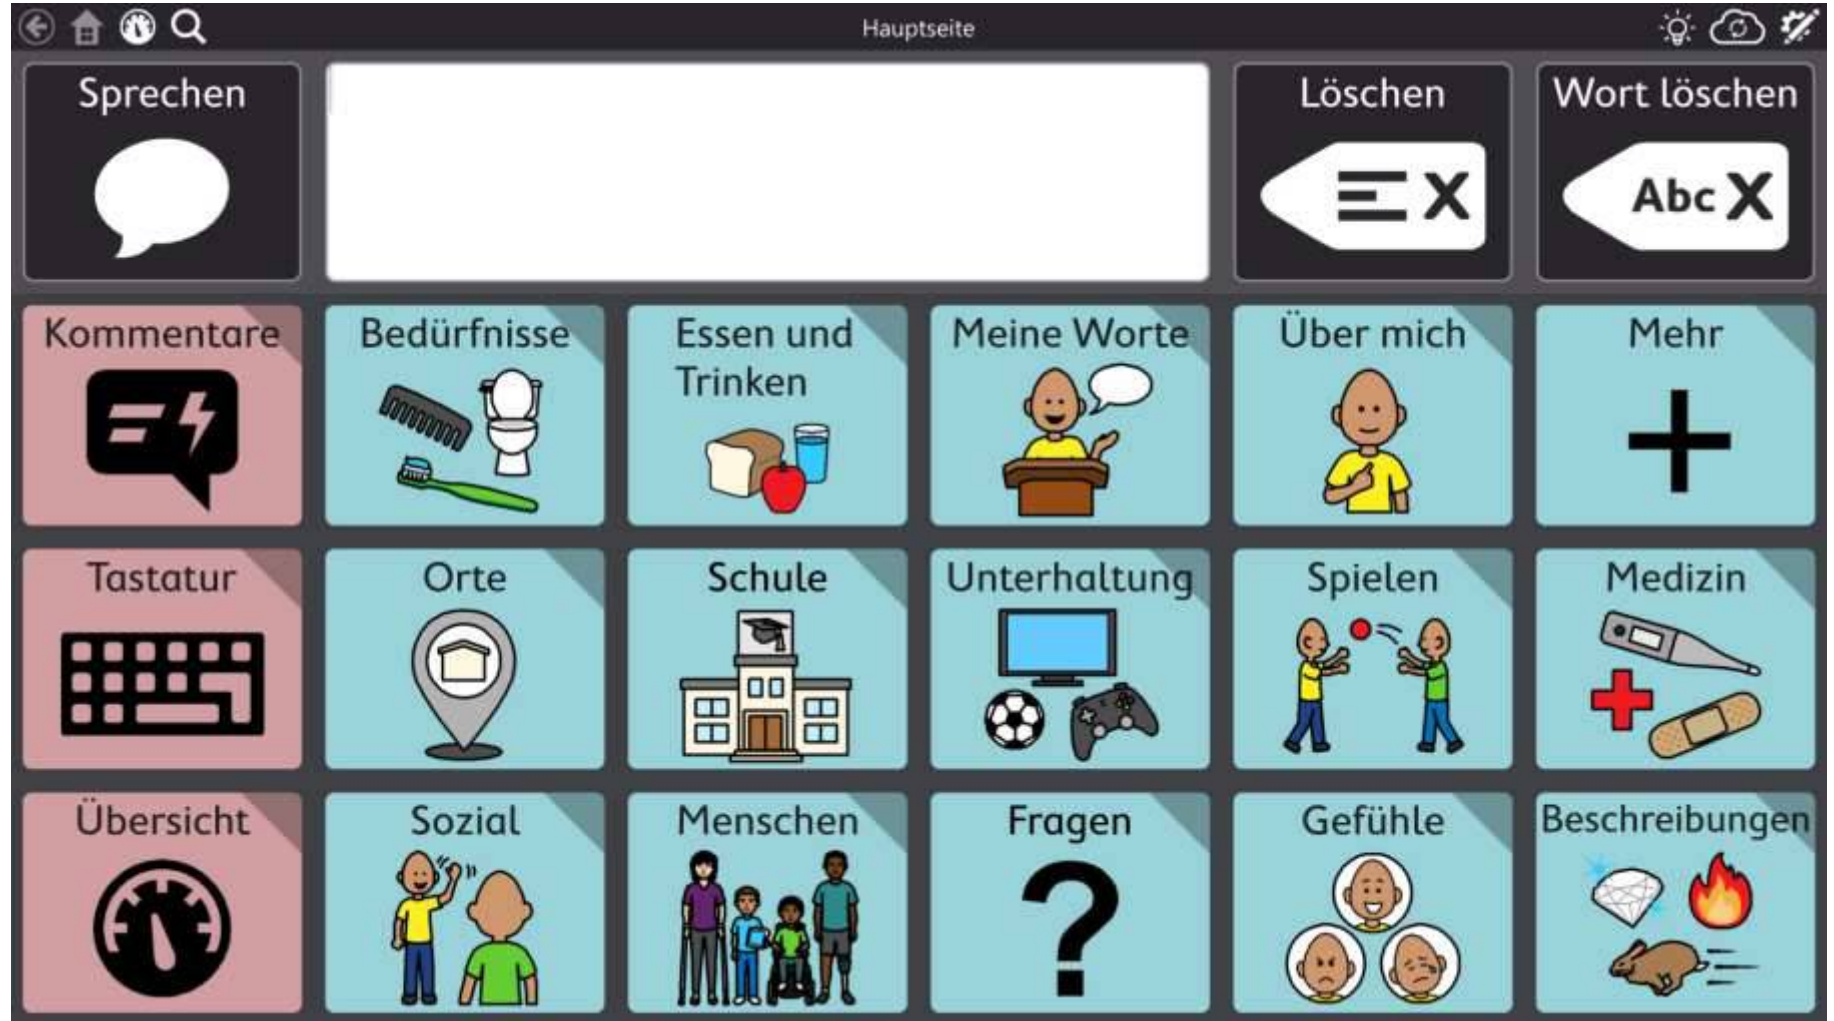 Hauptseite
Sprechen
Löschen
Wort löschen
Abc X
Kommentare
Bedürfnisse
Essen und
Trinken
Meine Worte
Über mich
Mehr
Tastatur
Orte
Schule
Unterhaltung
Spielen
Medizin
Übersicht
Sozial
Menschen
Fragen
?
Gefühle
Beschreibungen